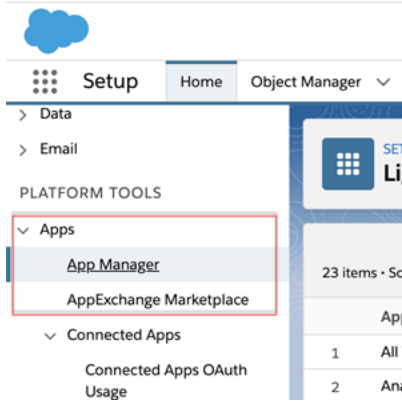 Setup Home Object Manager
Data
Email
PLATFORM TOOLS
Apps
App Manager
AppExchange Marketplace
Connected Apps
Connected Apps OAuth
Usage
23 items
1 All
2